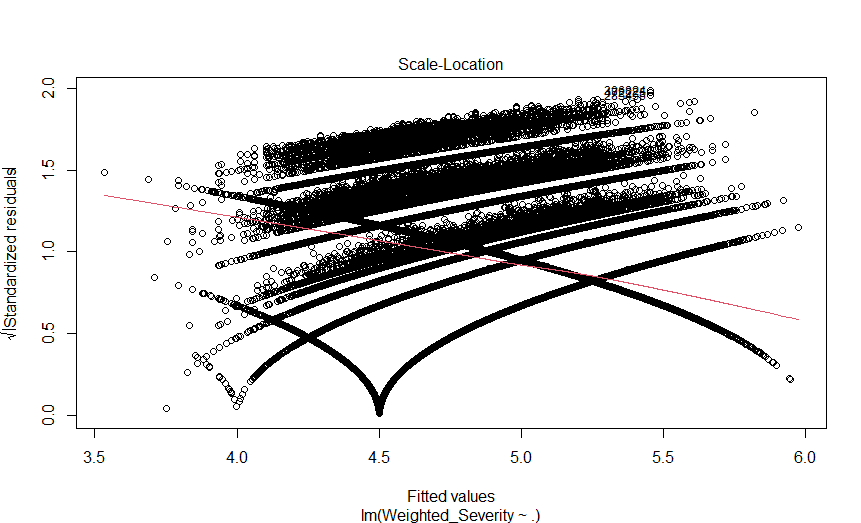 Scale-Location
2.0
1.5
1.0
0.5
0.0
√|Standardized residuals|
3.5 4.0 4.5 5.0 5.5 6.0
Fitted values
lm(Weighted_Severity ~ .)